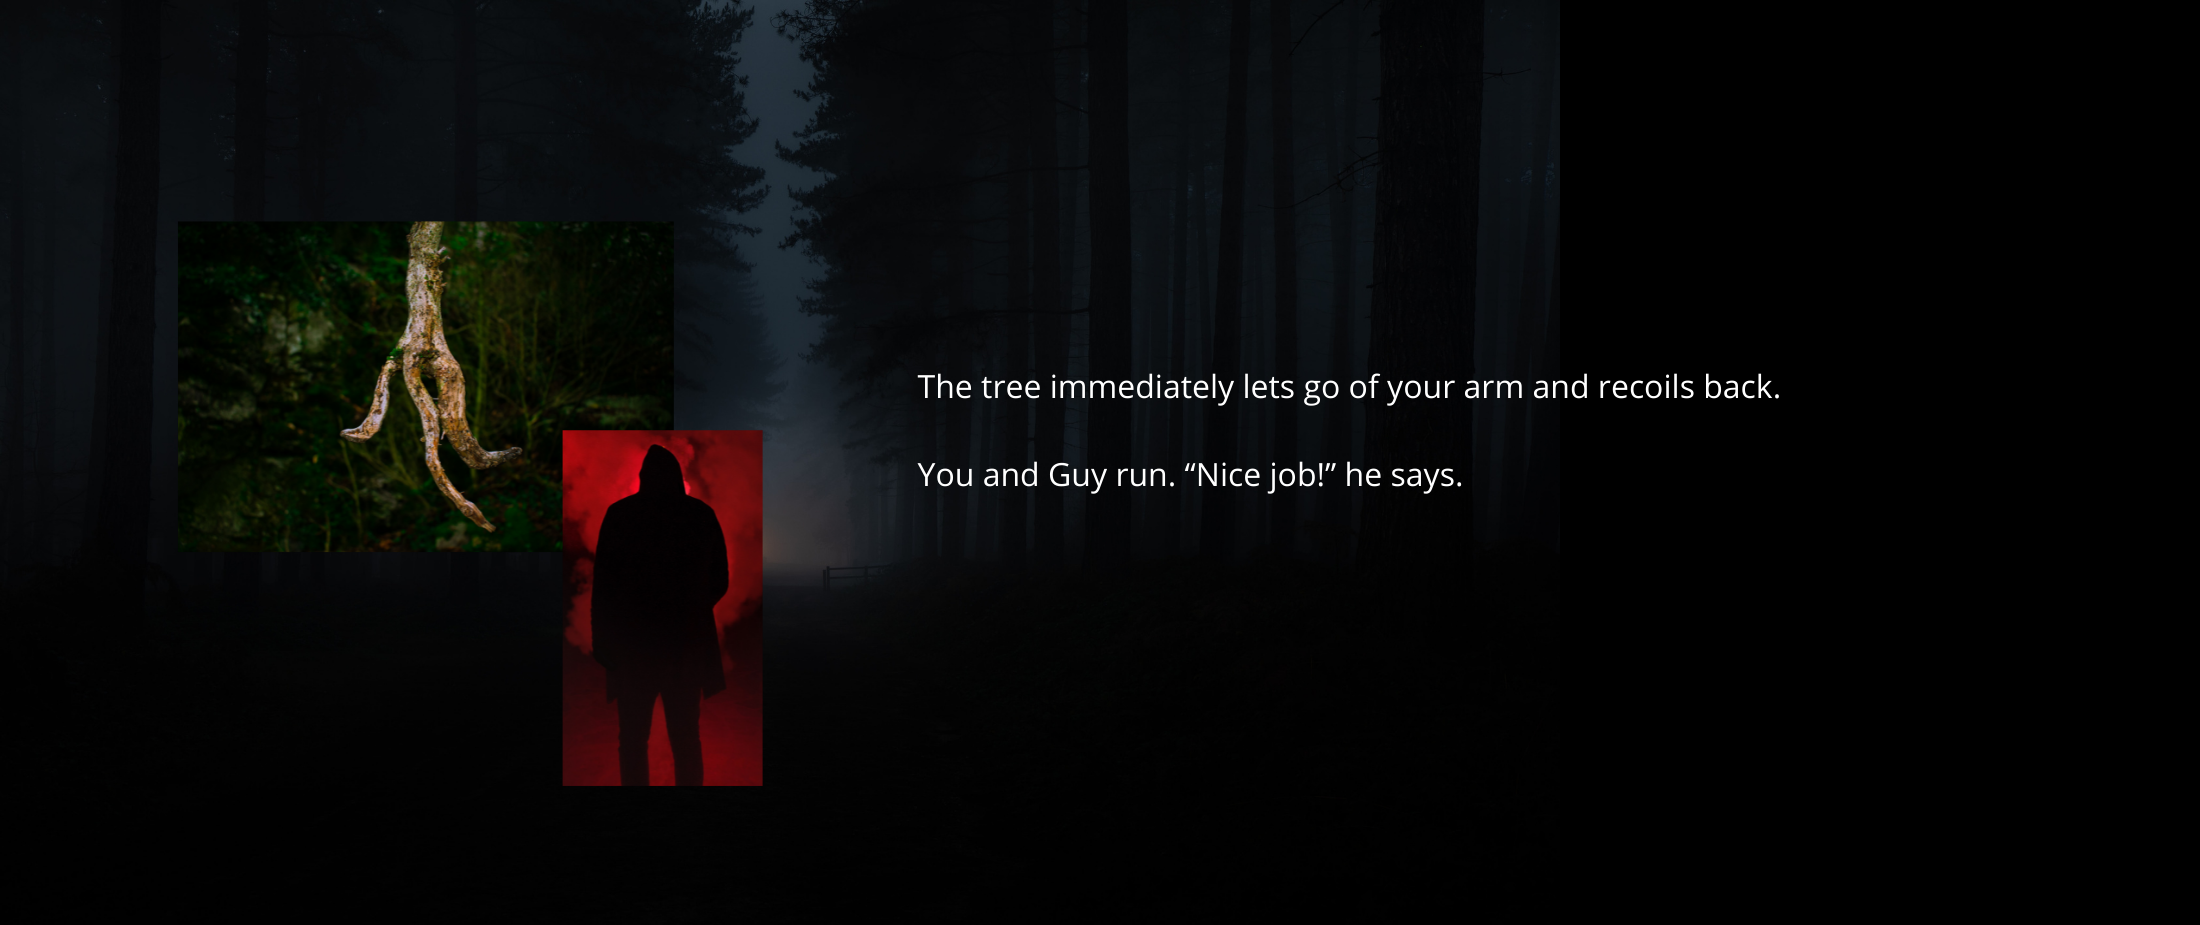 The tree immediately lets go of your arm and recoils back.
You and Guy run. “Nice job!” he says.